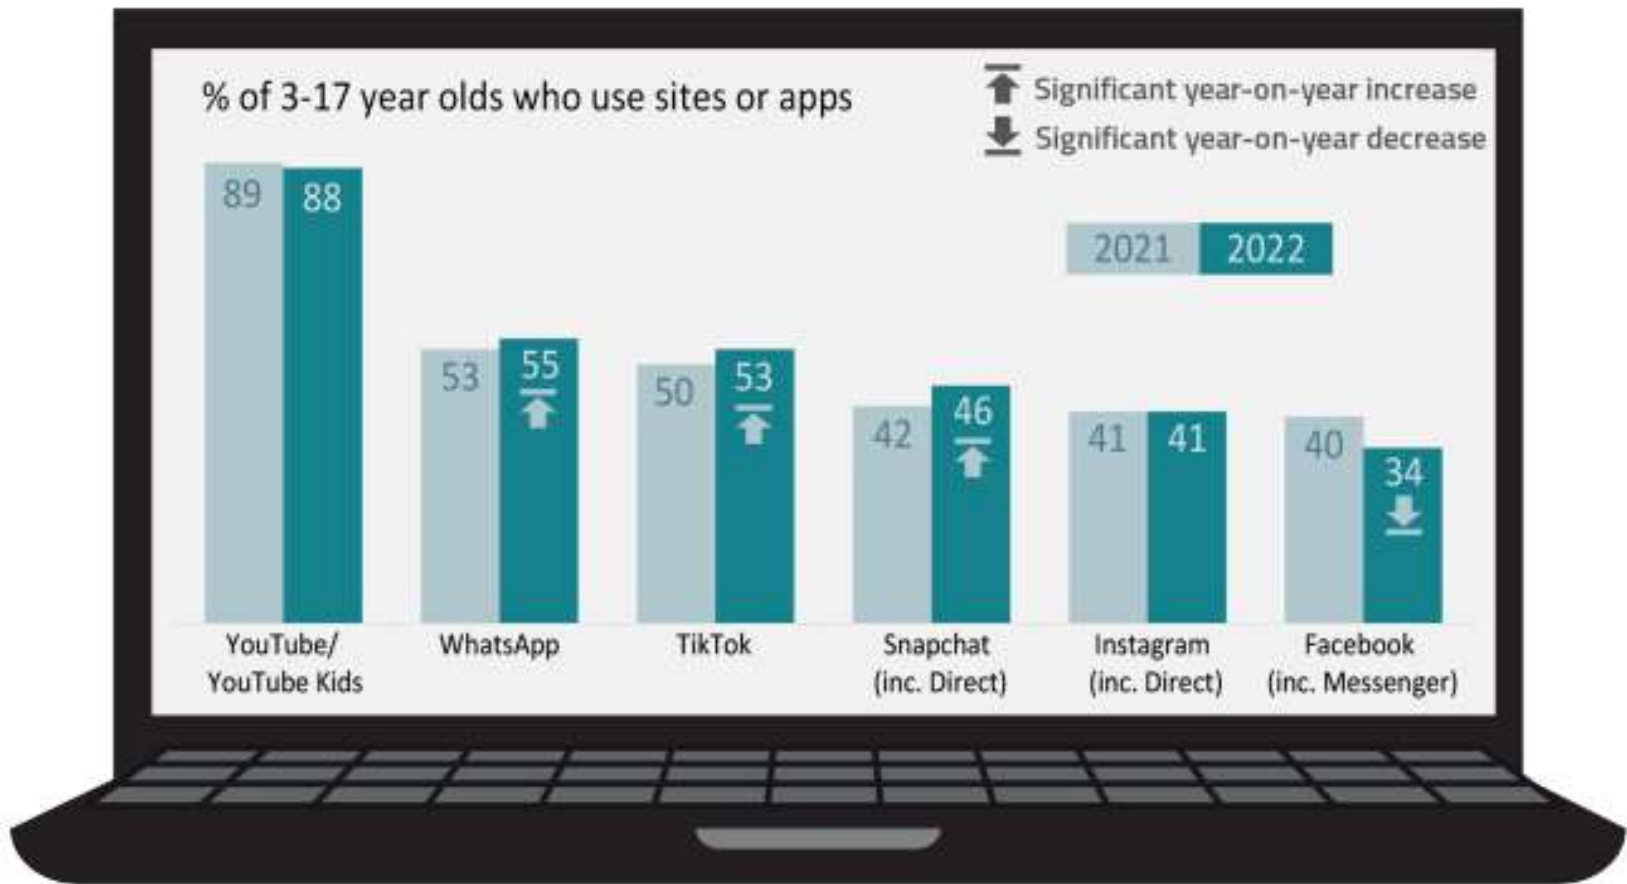 % of 3-17 year olds who use sites or apps
Significant year-on-year increase
Significant year-on-year decrease
2021 2022
89 88
53 55
50 53
42 46
41 41
40 34
YouTube/
YouTube Kids
WhatsApp
TikTok
Snapchat
(inc. Direct)
Instagram
(inc. Direct)
Facebook
(inc. Messenger)